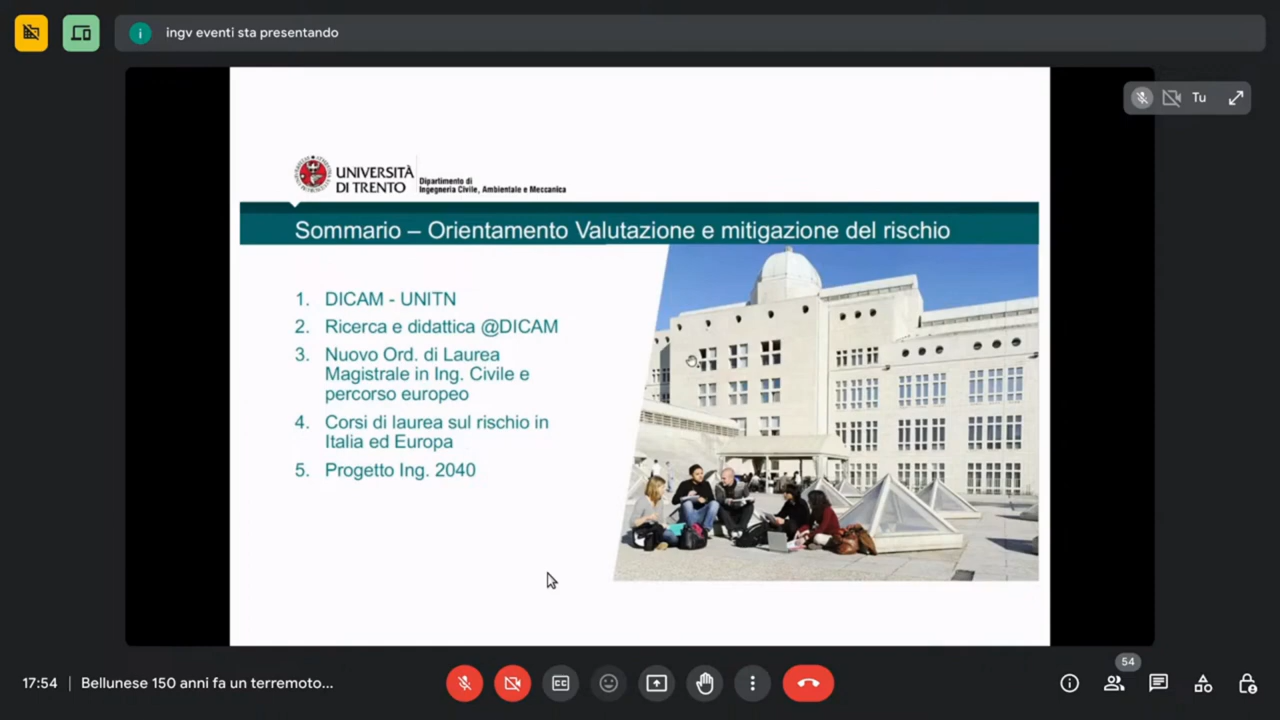 ingv eventi sta presentando
Tu
UNIVERSITÀ
DI TRENTO
Dipartimento di
Ingegneria Civile, Ambientale e Meccanica
Sommario – Orientamento Valutazione e mitigazione del rischio
1. DICAM - UNITN
2. Ricerca e didattica @DICAM
3. Nuovo Ord. di Laurea
Magistrale in Ing. Civile e
percorso europeo
4. Corsi di laurea sul rischio in
Italia ed Europa
5. Progetto Ing. 2040
17:54 | Bellunese 150 anni fa un terremoto...
54